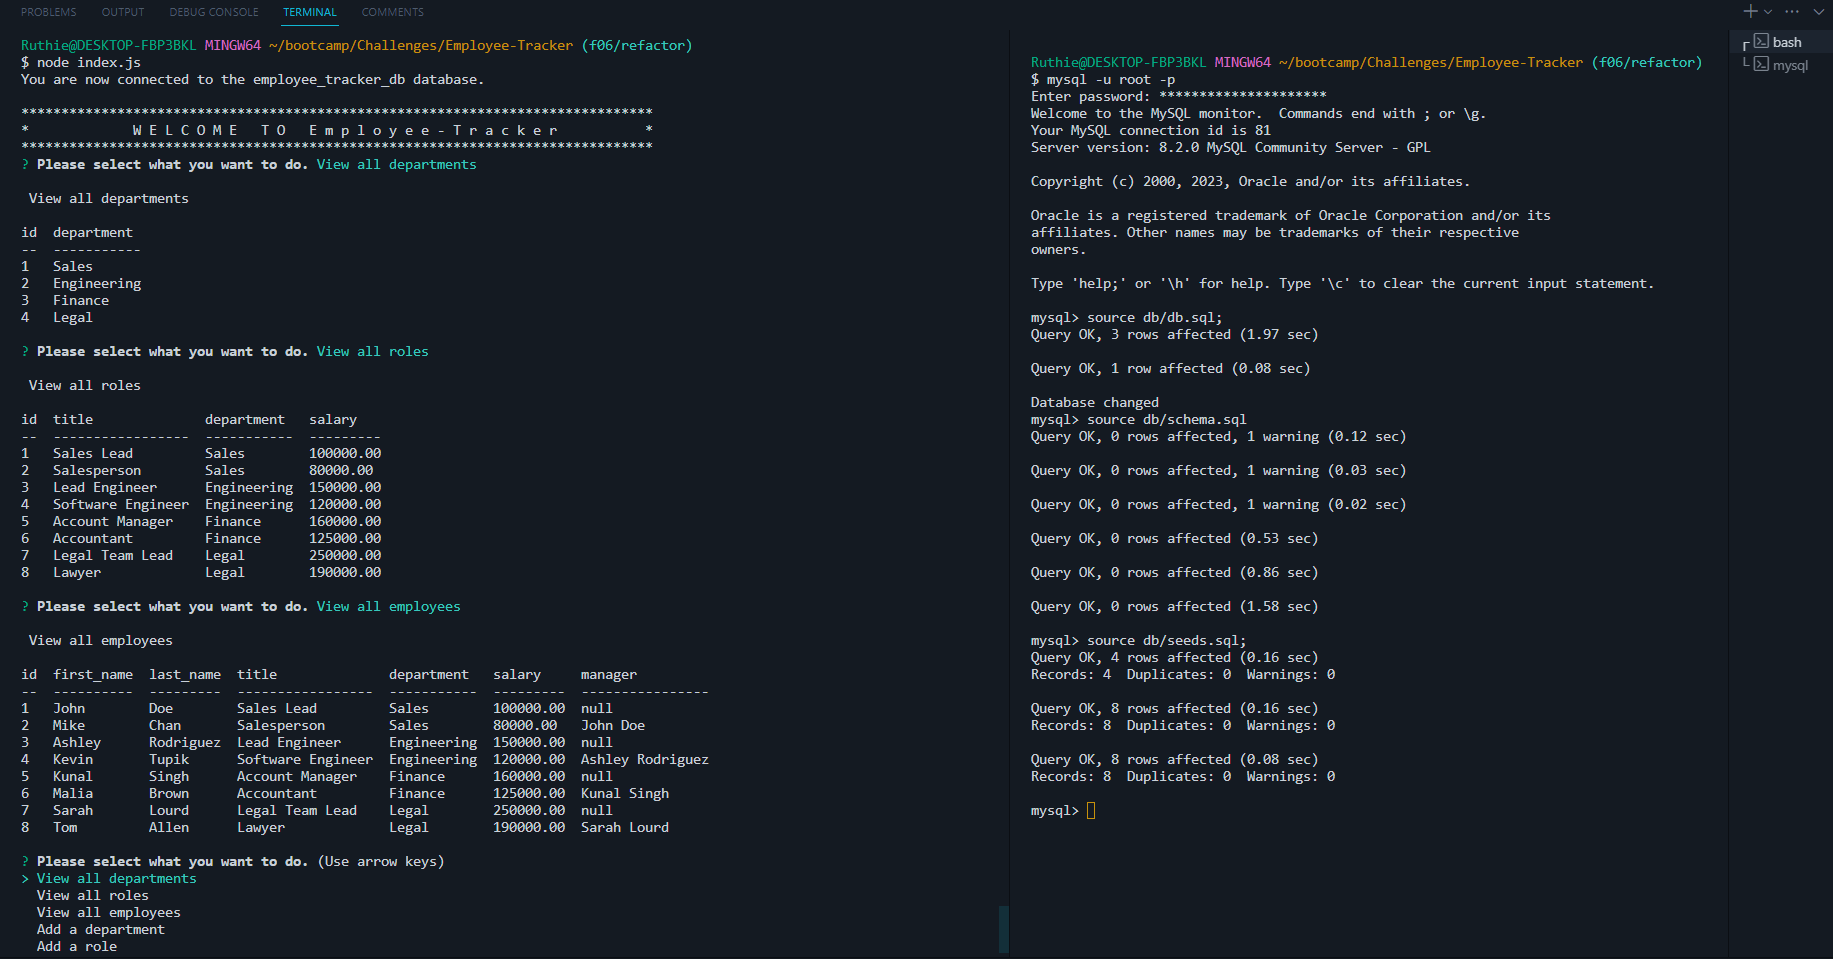 PROBLEMS OUTPUT DEBUG CONSOLE TERMINAL COMMENTS
Ruthie@DESKTOP-FBP3BKL MINGW64 ~/bootcamp/Challenges/Employee-Tracker (f06/refactor)
$ node index.js
You are now connected to the employee_tracker_db database.
*******************************************************************************
*             W E L C O M E   T O  E m p l o y e e - T r a c k e r           *
*******************************************************************************
? Please select what you want to do. View all departments
View all departments
id  department
--  -----------
1   Sales
2   Engineering
3   Finance
4   Legal
? Please select what you want to do. View all roles
View all roles
id  title              department   salary
--  -----------------  -----------  ---------
1   Sales Lead         Sales        100000.00
2   Salesperson        Sales        80000.00
3   Lead Engineer      Engineering  150000.00
4   Software Engineer  Engineering  120000.00
5   Account Manager    Finance      160000.00
6   Accountant         Finance      125000.00
7   Legal Team Lead    Legal        250000.00
8   Lawyer             Legal        190000.00
? Please select what you want to do. View all employees
View all employees
id  first_name  last_name  title              department   salary     manager
--  ----------  ---------  -----------------  -----------  ---------  ----------------
1   John        Doe        Sales Lead         Sales        100000.00  null
2   Mike        Chan       Salesperson        Sales        80000.00   John Doe
3   Ashley      Rodriguez  Lead Engineer      Engineering  150000.00  null
4   Kevin       Tupik      Software Engineer  Engineering  120000.00  Ashley Rodriguez
5   Kunal       Singh      Account Manager    Finance      160000.00  null
6   Malia       Brown      Accountant         Finance      125000.00  Kunal Singh
7   Sarah       Lourd      Legal Team Lead    Legal        250000.00  null
8   Tom         Allen      Lawyer             Legal        190000.00  Sarah Lourd
? Please select what you want to do. (Use arrow keys)
> View all departments
View all roles
View all employees
Add a department
Add a role
Ruthie@DESKTOP-FBP3BKL MINGW64 ~/bootcamp/Challenges/Employee-Tracker (f06/refactor)
$ mysql -u root -p
Enter password: *********************
Welcome to the MySQL monitor.  Commands end with ; or \g.
Your MySQL connection id is 81
Server version: 8.2.0 MySQL Community Server - GPL
Copyright (c) 2000, 2023, Oracle and/or its affiliates.
Oracle is a registered trademark of Oracle Corporation and/or its
affiliates. Other names may be trademarks of their respective
owners.
Type 'help;' or '\h' for help. Type '\c' to clear the current input statement.
mysql> source db/db.sql;
Query OK, 3 rows affected (1.97 sec)
Query OK, 1 row affected (0.08 sec)
Database changed
mysql> source db/schema.sql
Query OK, 0 rows affected, 1 warning (0.12 sec)
Query OK, 0 rows affected, 1 warning (0.03 sec)
Query OK, 0 rows affected, 1 warning (0.02 sec)
Query OK, 0 rows affected (0.53 sec)
Query OK, 0 rows affected (0.86 sec)
Query OK, 0 rows affected (1.58 sec)
mysql> source db/seeds.sql;
Query OK, 4 rows affected (0.16 sec)
Records: 4  Duplicates: 0  Warnings: 0
Query OK, 8 rows affected (0.16 sec)
Records: 8  Duplicates: 0  Warnings: 0
Query OK, 8 rows affected (0.08 sec)
Records: 8  Duplicates: 0  Warnings: 0
mysql>
bash
mysql